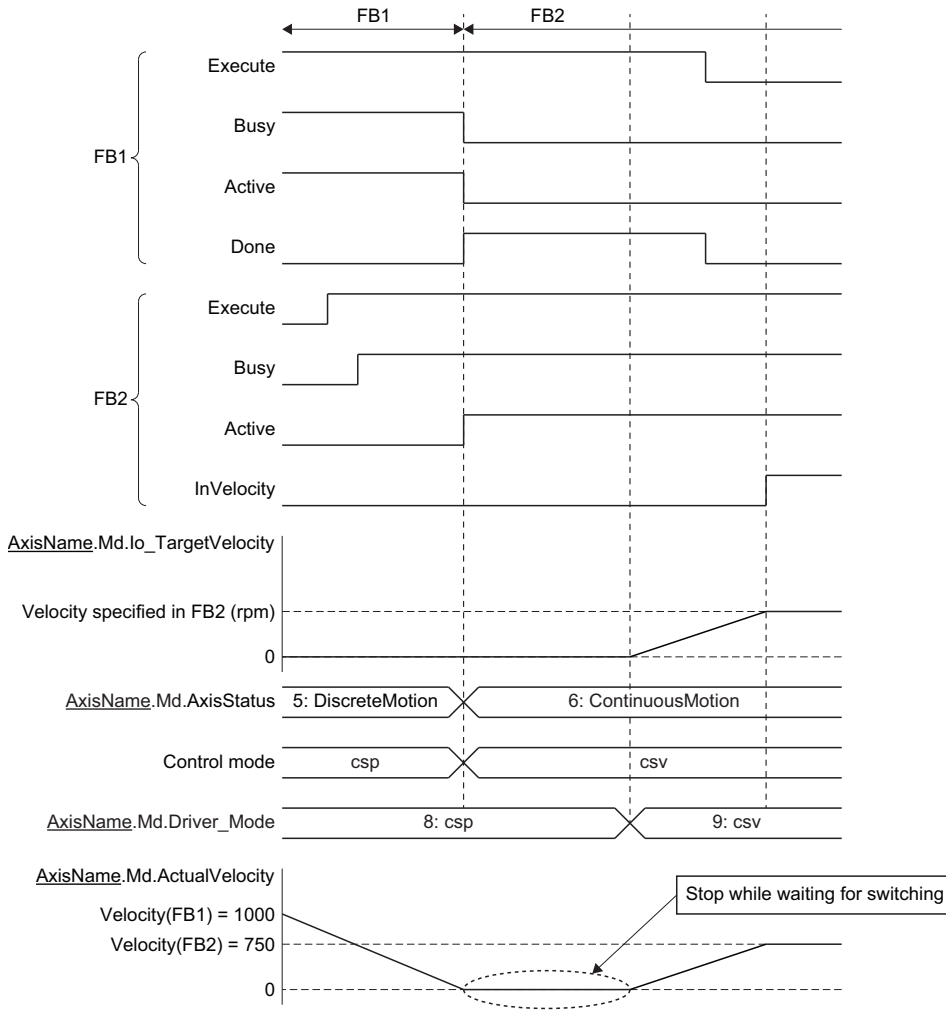 FB1 FB2
Execute
Busy
FB1
Active
Done
Execute
Busy
FB2
Active
InVelocity
AxisName.Md.Io_TargetVelocity
Velocity specified in FB2 (rpm)
0
AxisName.Md.AxisStatus 5: DiscreteMotion 6: ContinuousMotion
Control mode csp csv
AxisName.Md.Driver_Mode 8: csp 9: csv
AxisName.Md.ActualVelocity
Stop while waiting for switching
Velocity(FB1) = 1000
Velocity(FB2) = 750
0